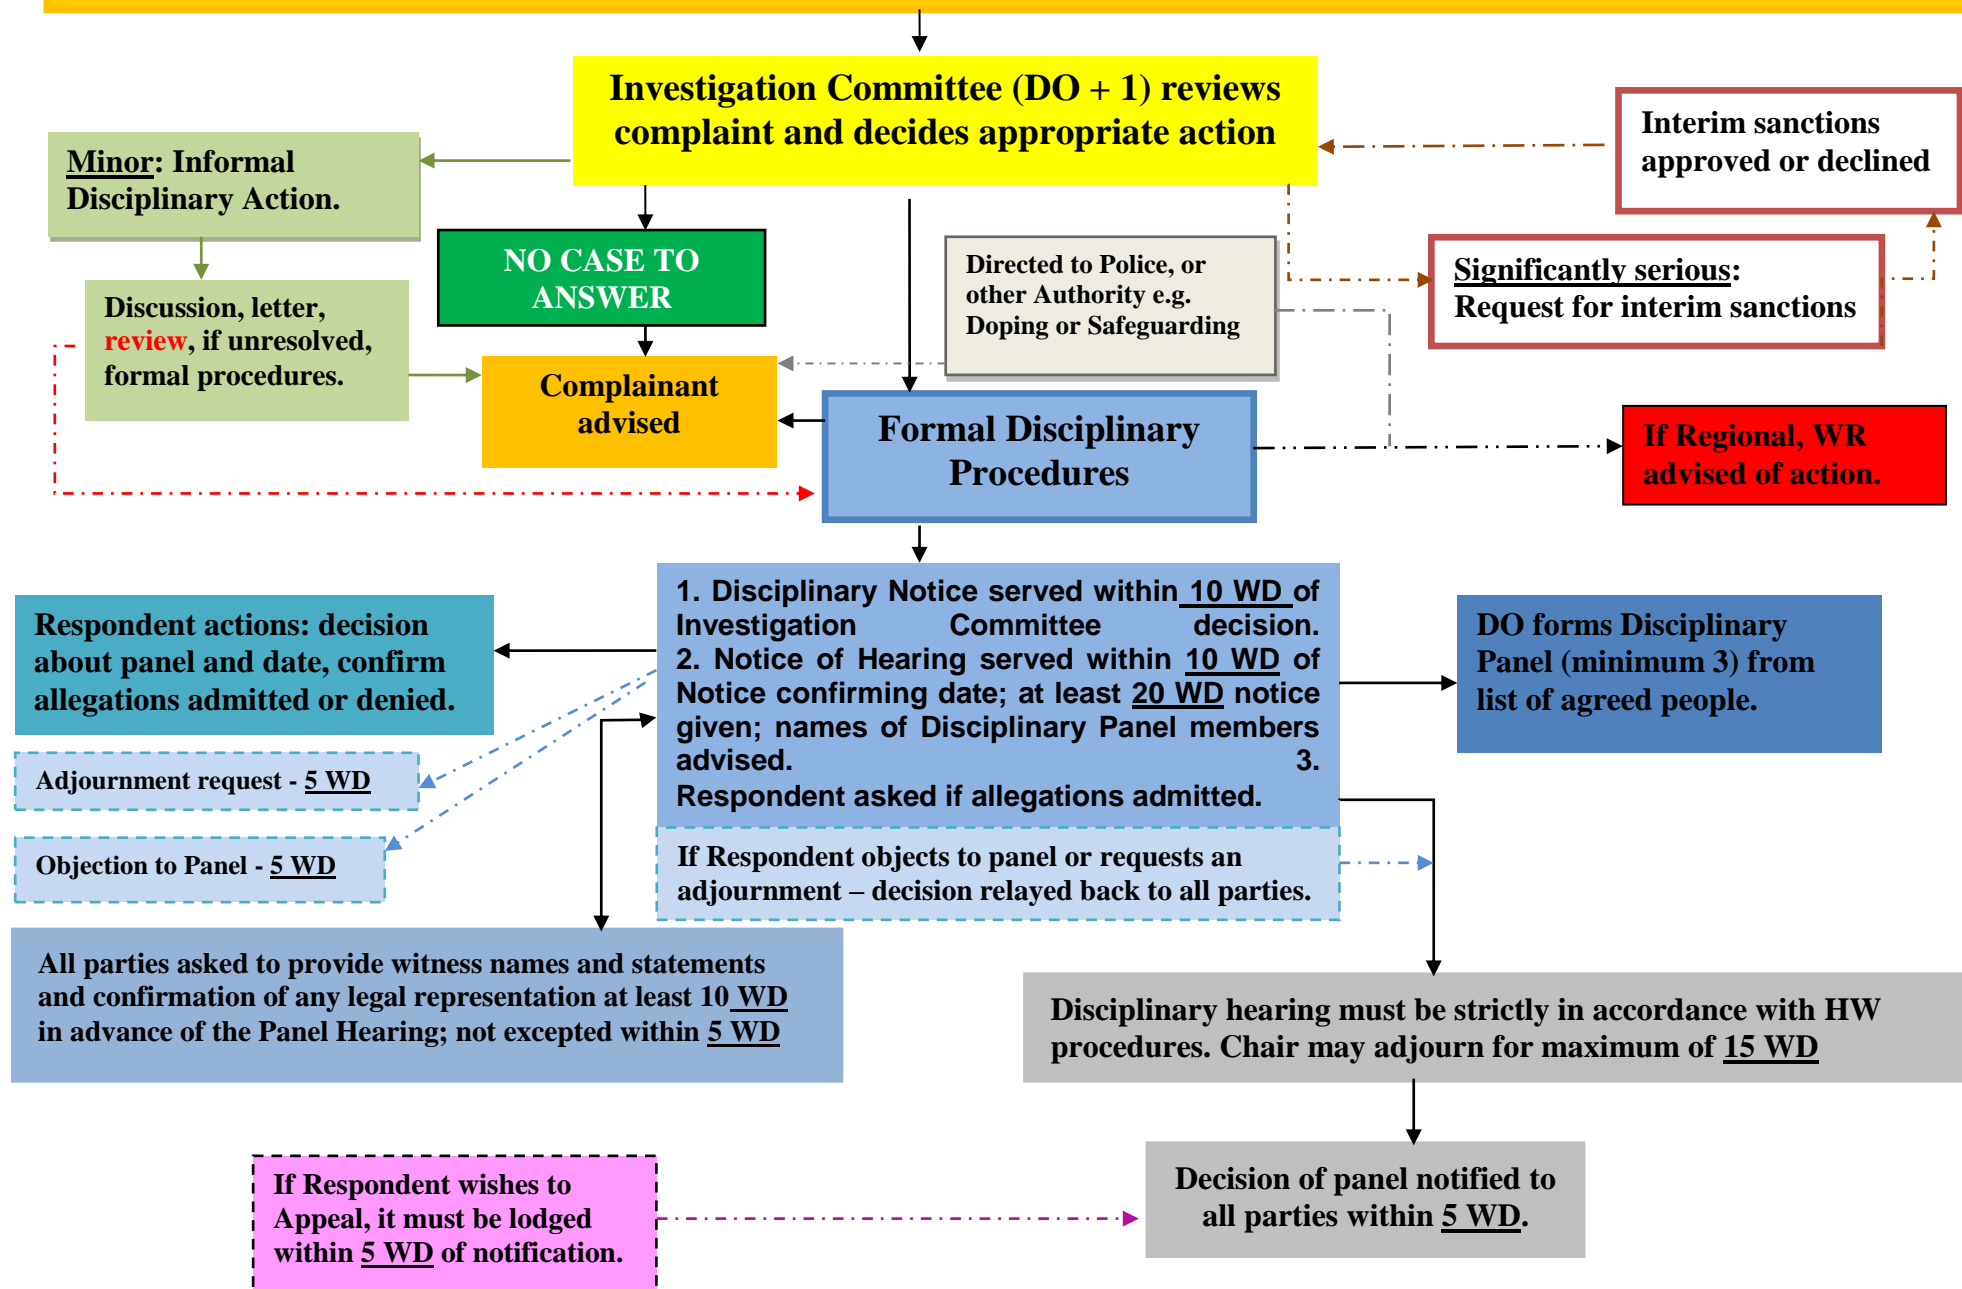 Investigation Committee (DO + 1) reviews
complaint and decides appropriate action
Interim sanctions
approved or declined
Minor: Informal
Disciplinary Action.
NO CASE TO
ANSWER
Directed to Police, or
other Authority e.g.
Doping or Safeguarding
Significantly serious:
Request for interim sanctions
Discussion, letter,
review, if unresolved,
formal procedures.
Complainant
advised
Formal Disciplinary
Procedures
If Regional, WR
advised of action.
1. Disciplinary Notice served within 10 WD of
Investigation Committee decision.
2. Notice of Hearing served within 10 WD of
Notice confirming date; at least 20 WD notice
given; names of Disciplinary Panel members
advised. 3.
Respondent asked if allegations admitted.
Respondent actions: decision
about panel and date, confirm
allegations admitted or denied.
DO forms Disciplinary
Panel (minimum 3) from
list of agreed people.
Adjournment request - 5 WD
Objection to Panel - 5 WD
If Respondent objects to panel or requests an
adjournment – decision relayed back to all parties.
All parties asked to provide witness names and statements
and confirmation of any legal representation at least 10 WD
in advance of the Panel Hearing; not excepted within 5 WD
Disciplinary hearing must be strictly in accordance with HW
procedures. Chair may adjourn for maximum of 15 WD
If Respondent wishes to
Appeal, it must be lodged
within 5 WD of notification.
Decision of panel notified to
all parties within 5 WD.